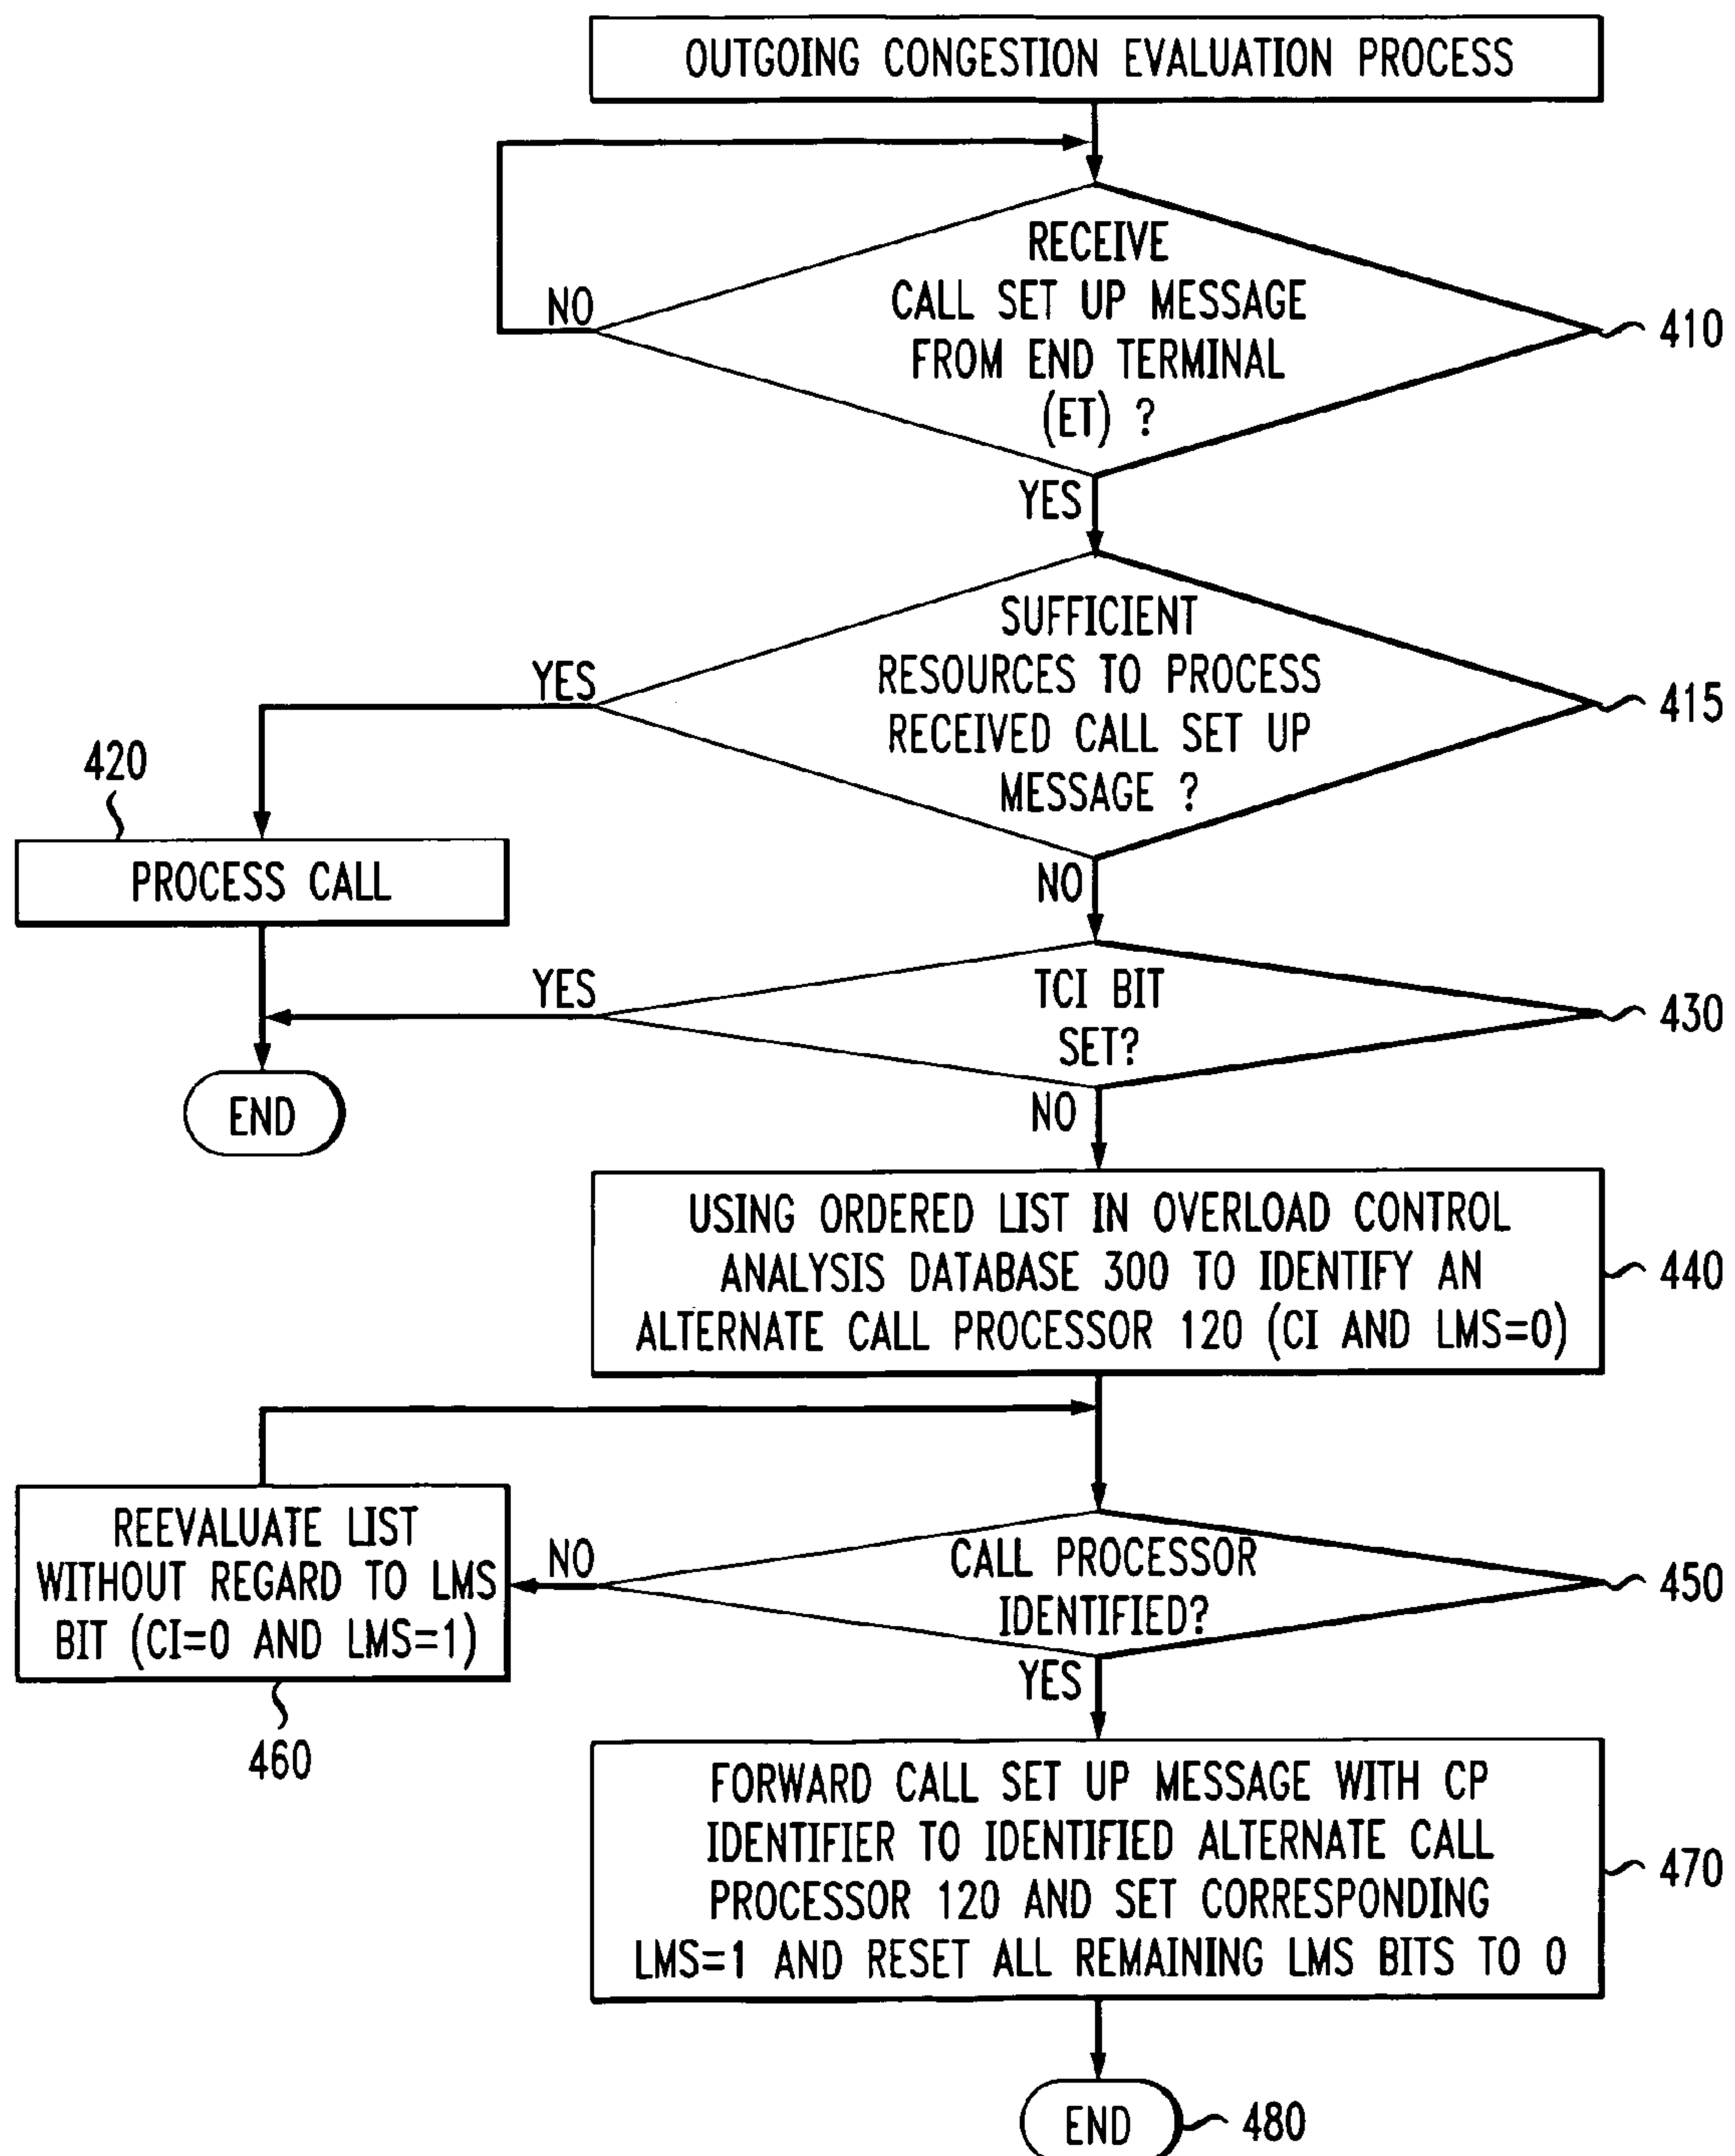 OUTGOING CONGESTION EVALUATION PROCESS
RECEIVE
CALL SET UP MESSAGE
FROM END TERMINAL
(ET) ?
NO
410
YES
SUFFICIENT
RESOURCES TO PROCESS
RECEIVED CALL SET UP
MESSAGE ?
YES
415
420
PROCESS CALL
NO
TCI BIT
SET?
YES
430
END
NO
USING ORDERED LIST IN OVERLOAD CONTROL
ANALYSIS DATABASE 300 TO IDENTIFY AN
ALTERNATE CALL PROCESSOR 120 (CI AND LMS=0)
440
REEVALUATE LIST
WITHOUT REGARD TO LMS
BIT (CI=0 AND LMS=1)
460
NO
CALL PROCESSOR
IDENTIFIED?
450
YES
FORWARD CALL SET UP MESSAGE WITH CP
IDENTIFIER TO IDENTIFIED ALTERNATE CALL
PROCESSOR 120 AND SET CORRESPONDING
LMS=1 AND RESET ALL REMAINING LMS BITS TO 0
470
END
480